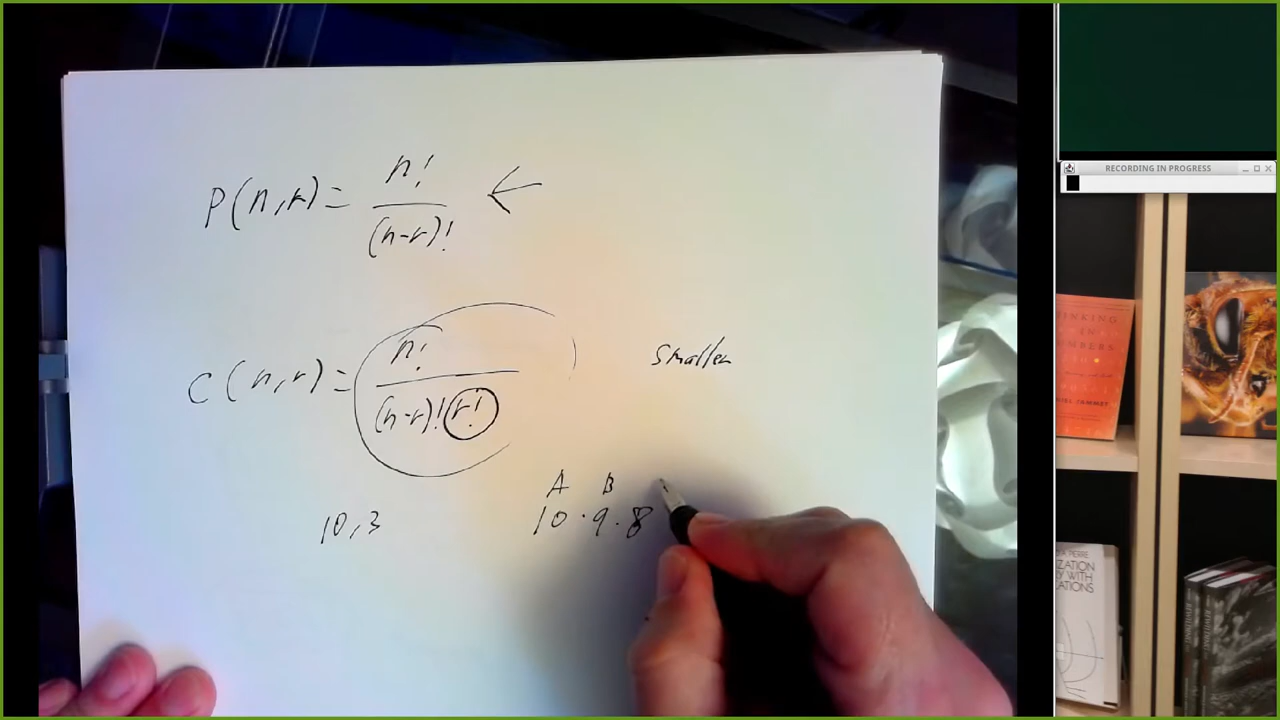 P(n,r) = n!/(n-r)! ←
C(n,r) = n!/(n-r)!r!
smaller
A B
10,3
10·9·8
RECORDING IN PROGRESS